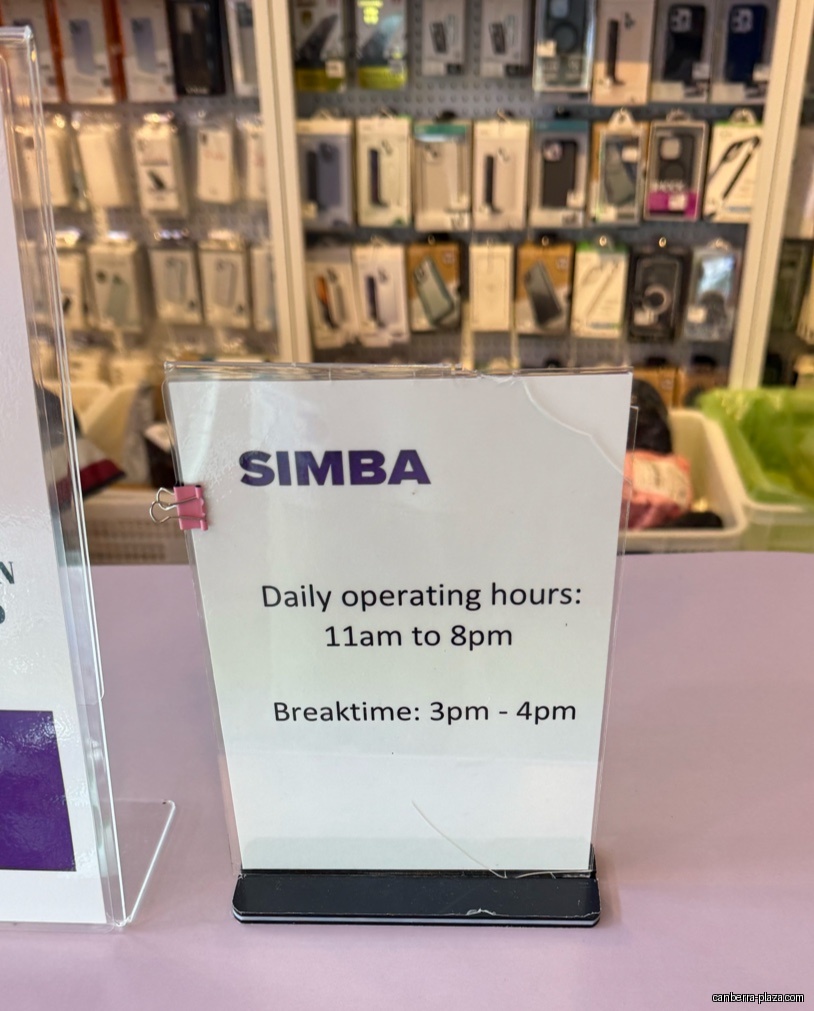 SIMBA
Daily operating hours:
11am to 8pm
Breaktime: 3pm - 4pm
canberra-plaza.com